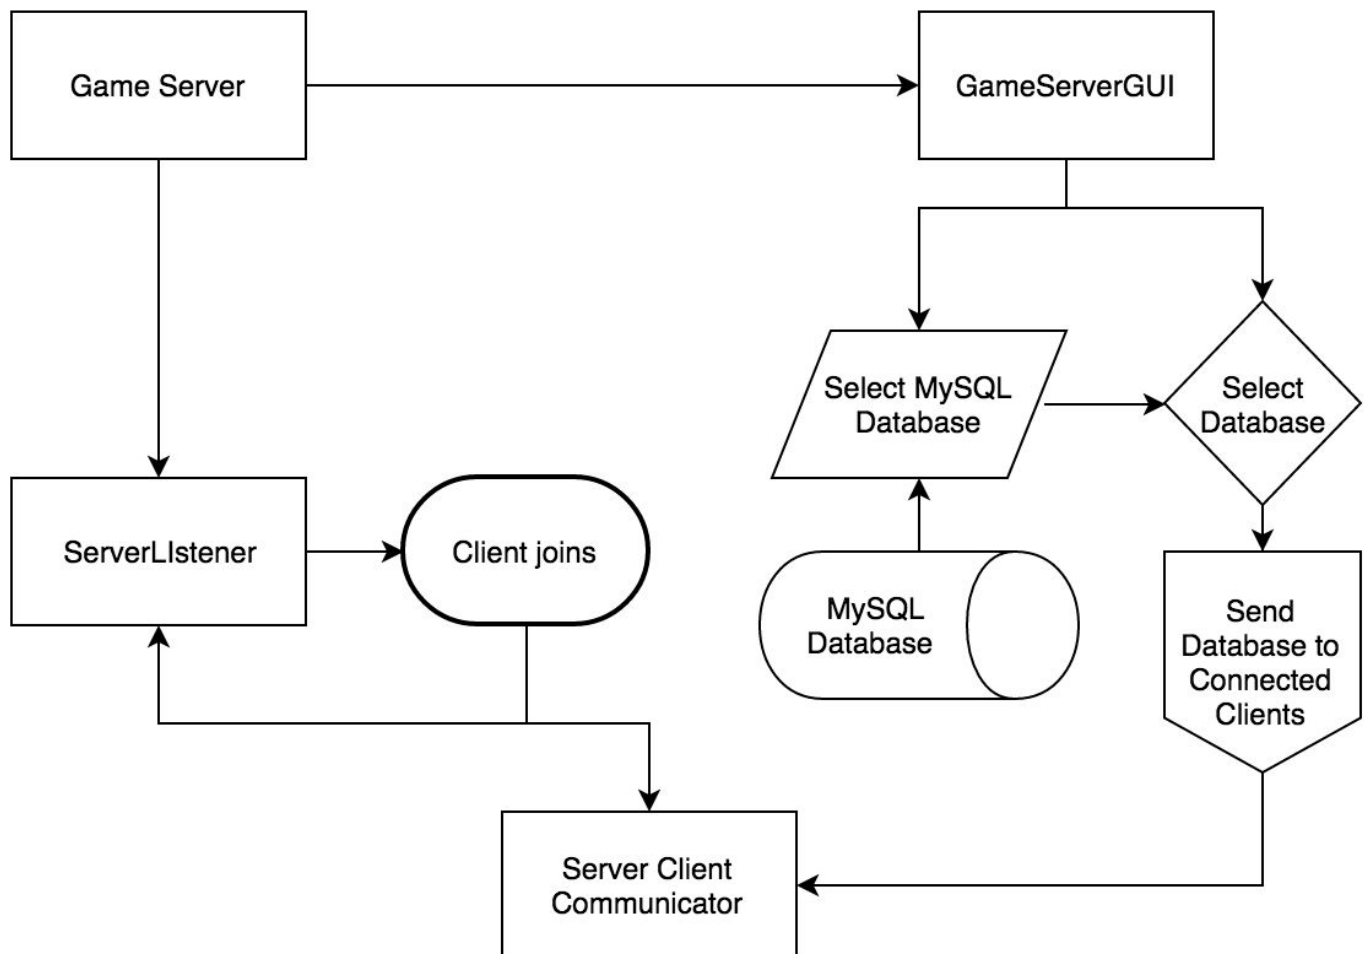 Game Server
GameServerGUI
Select MySQL
Database
Select
Database
ServerLIstener
Client joins
MySQL
Database
Send
Database to
Connected
Clients
Server Client
Communicator